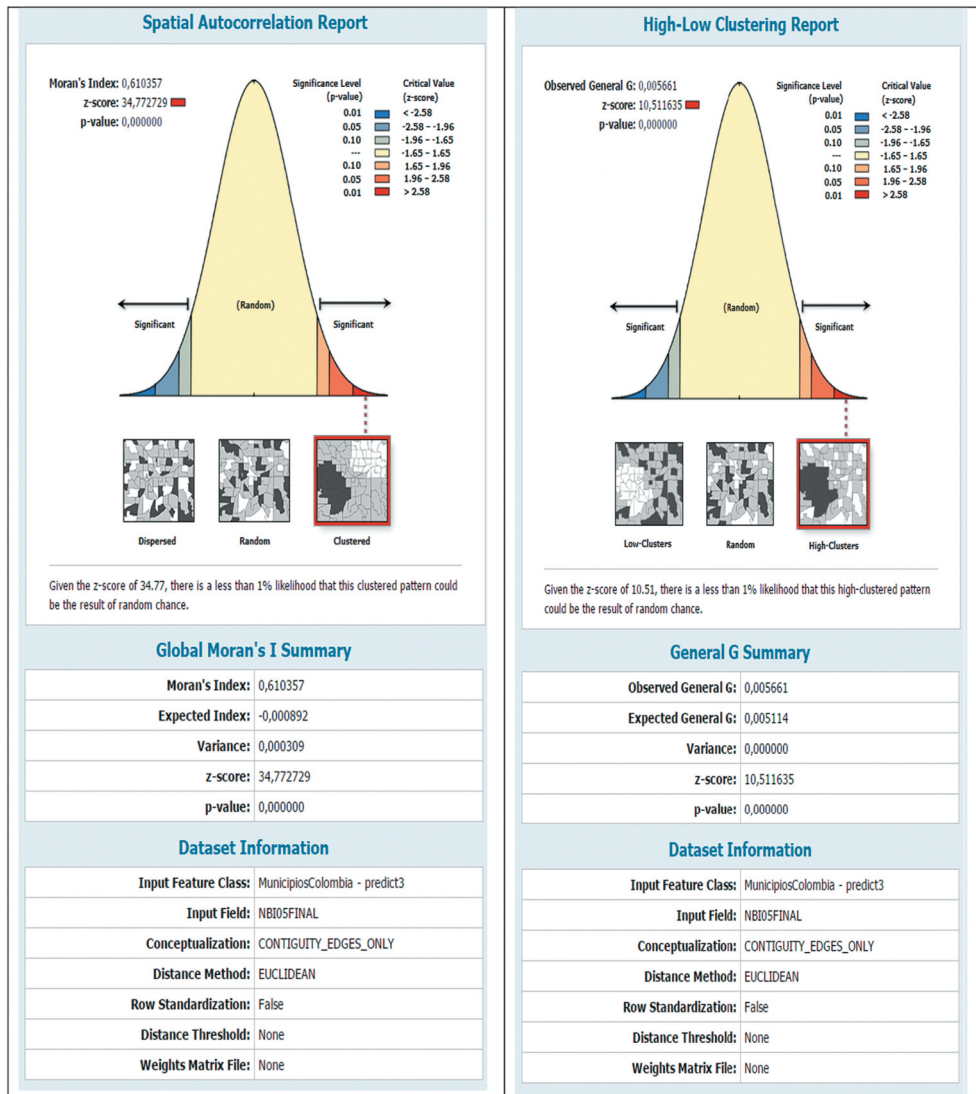 Spatial Autocorrelation Report
Moran's Index: 0,610357
z-score: 34,772729
p-value: 0,000000
Significance Level (p-value)
Critical Value (z-score)
0.01 < -2.58
0.05 -2.58 – -1.96
0.10 -1.96 – -1.65
--- -1.65 – 1.65
0.10 1.65 – 1.96
0.05 1.96 – 2.58
0.01 > 2.58
(Random)
Significant
Significant
Dispersed
Random
Clustered
Given the z-score of 34.77, there is a less than 1% likelihood that this clustered pattern could
be the result of random chance.
Global Moran's I Summary
Moran's Index: 0,610357
Expected Index: -0,000892
Variance: 0,000309
z-score: 34,772729
p-value: 0,000000
Dataset Information
Input Feature Class: MunicipiosColombia - predict3
Input Field: NBI05FINAL
Conceptualization: CONTIGUITY_EDGES_ONLY
Distance Method: EUCLIDEAN
Row Standardization: False
Distance Threshold: None
Weights Matrix File: None
High-Low Clustering Report
Observed General G: 0,005661
z-score: 10,511635
p-value: 0,000000
Significance Level (p-value)
Critical Value (z-score)
0.01 < -2.58
0.05 -2.58 – -1.96
0.10 -1.96 – -1.65
--- -1.65 – 1.65
0.10 1.65 – 1.96
0.05 1.96 – 2.58
0.01 > 2.58
(Random)
Significant
Significant
Low-Clusters
Random
High-Clusters
Given the z-score of 10.51, there is a less than 1% likelihood that this high-clustered pattern
could be the result of random chance.
General G Summary
Observed General G: 0,005661
Expected General G: 0,005114
Variance: 0,000000
z-score: 10,511635
p-value: 0,000000
Dataset Information
Input Feature Class: MunicipiosColombia - predict3
Input Field: NBI05FINAL
Conceptualization: CONTIGUITY_EDGES_ONLY
Distance Method: EUCLIDEAN
Row Standardization: False
Distance Threshold: None
Weights Matrix File: None